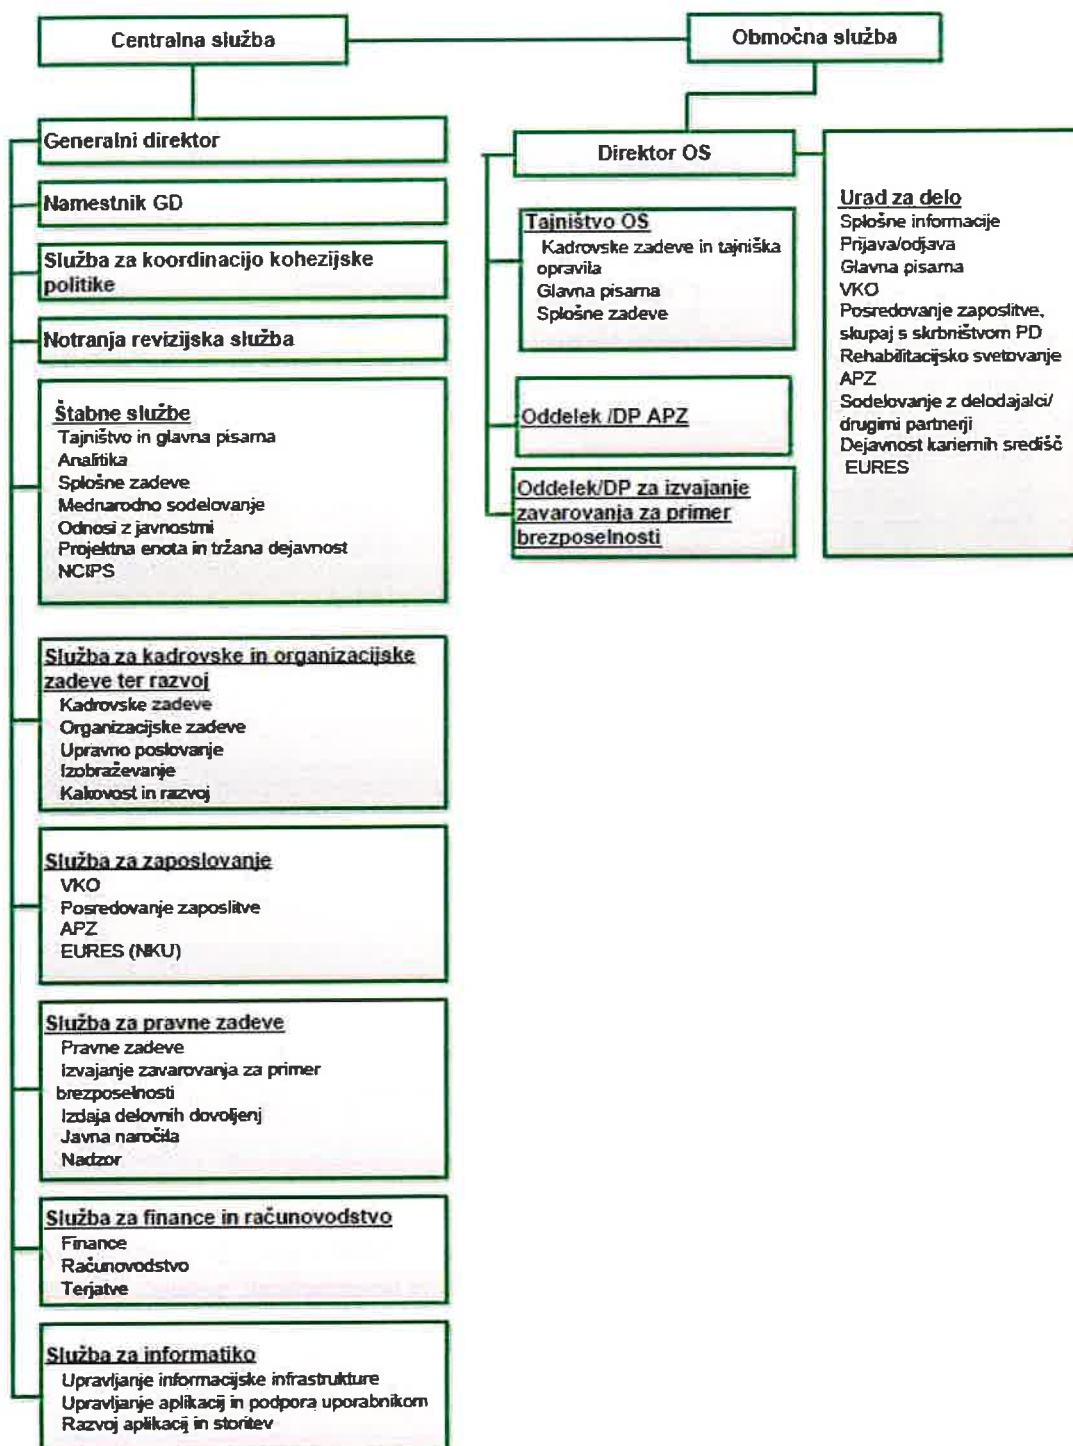 Centralna služba
Območna služba
Generalni direktor
Namestnik GD
Služba za koordinacijo kohezijske
politike
Notranja revizijska služba
Štabne službe
Tajništvo in glavna pisarna
Analitika
Splošne zadeve
Mednarodno sodelovanje
Odnosi z javnostmi
Projektna enota in tržana dejavnost
NCIPS
Služba za kadrovske in organizacijske
zadeve ter razvoj
Kadrovske zadeve
Organizacijske zadeve
Upravno poslovanje
Izobraževanje
Kakovost in razvoj
Služba za zaposlovanje
VKO
Posredovanje zaposlitve
APZ
EURES (NKU)
Služba za pravne zadeve
Pravne zadeve
Izvajanje zavarovanja za primer
brezposelnosti
Izdaja delovnih dovoljenj
Javna naročila
Nadzor
Služba za finance in računovodstvo
Finance
Računovodstvo
Terjatve
Služba za informatiko
Upravljanje informacijske infrastrukture
Upravljanje aplikacij in podpora uporabnikom
Razvoj aplikacij in storitev
Direktor OS
Tajništvo OS
Kadrovske zadeve in tajniška
opravila
Glavna pisarna
Splošne zadeve
Oddelek /DP APZ
Oddelek/DP za izvajanje
zavarovanja za primer
brezposelnosti
Urad za delo
Splošne informacije
Prijava/odjava
Glavna pisarna
VKO
Posredovanje zaposlitve,
skupaj s skrbništvom PD
Rehabilitacijsko svetovanje
APZ
Sodelovanje z delodajalci/
drugimi partnerji
Dejavnost kariernih središč
EURES